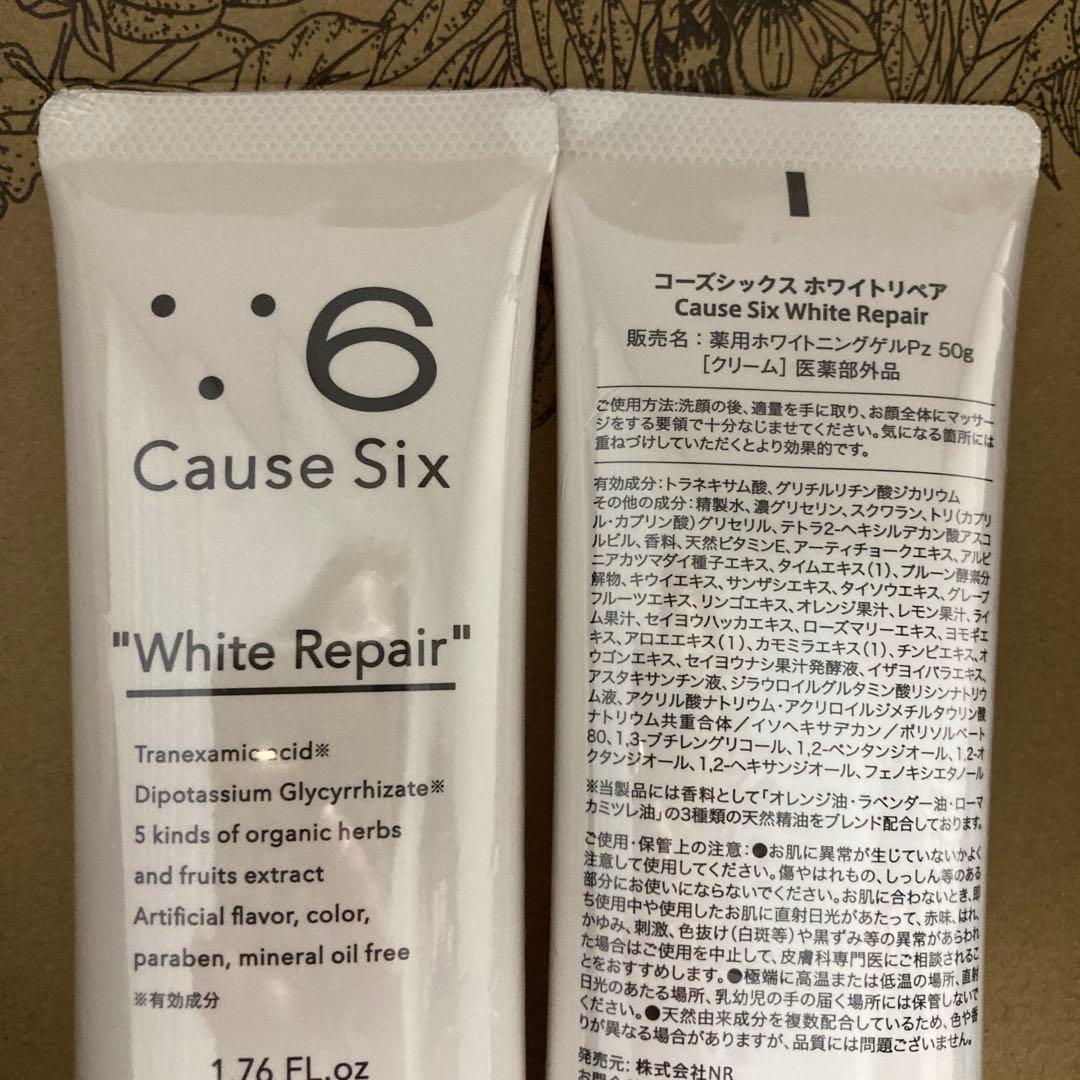 6
Cause Six
"White Repair"
Tranexamic acid※
Dipotassium Glycyrrhizate※
5 kinds of organic herbs
and fruits extract
Artificial flavor, color,
paraben, mineral oil free
※有効成分
1.76 FL.oz
コーズシックス ホワイトリペア
Cause Six White Repair
販売名：薬用ホワイトニングゲルPz 50g
［クリーム］医薬部外品
ご使用方法:洗顔の後、適量を手に取り、お顔全体にマッサー
ジをする要領で十分なじませてください。気になる箇所には
重ねづけしていただくとより効果的です。
有効成分：トラネキサム酸、グリチルリチン酸ジカリウム
その他の成分：精製水、濃グリセリン、スクワラン、トリ(カプリ
ル・カプリン酸)グリセリル、テトラ2-ヘキシルデカン酸アスコ
ルビル、香料、天然ビタミンE、アーティチョークエキス、アルピ
ニアカツマダイ種子エキス、タイムエキス(1)、プルーン酵素分
解物、キウイエキス、サンザシエキス、タイソウエキス、グレープ
フルーツエキス、リンゴエキス、オレンジ果汁、レモン果汁、ライ
ム果汁、セイヨウハッカエキス、ローズマリーエキス、ヨモギエ
キス、アロエエキス(1)、カモミラエキス(1)、チンピエキス、オ
ウゴンエキス、セイヨウナシ果汁発酵液、イザヨイバラエキス、
アスタキサンチン液、ジラウロイルグルタミン酸リシンナトリウ
ム液、アクリル酸ナトリウム・アクリロイルジメチルタウリン酸
ナトリウム共重合体／イソヘキサデカン／ポリソルベート
80、1,3-ブチレングリコール、1,2-ペンタンジオール、1,2-オ
クタンジオール、1,2-ヘキサンジオール、フェノキシエタノール
※当製品には香料として「オレンジ油・ラベンダー油・ローマ
カミツレ油」の3種類の天然精油をブレンド配合しております。
ご使用・保管上の注意：●お肌に異常が生じていないかよく
注意して使用してください。傷やはれもの、しっしん等のある
部分にお使いにならないでください。お肌に合わないとき、即
ち使用中や使用したお肌に直射日光があたって、赤味、はれ、
かゆみ、刺激、色抜け(白斑等)や黒ずみ等の異常があらわれ
た場合はご使用を中止して、皮膚科専門医にご相談されるこ
とをおすすめします。●極端に高温または低温の場所、直射
日光のあたる場所、乳幼児の手の届く場所には保管しないで
ください。●天然由来成分を複数配合しているため、色や香
りが異なる場合がありますが、品質には問題ございません。
発売元：株式会社NR